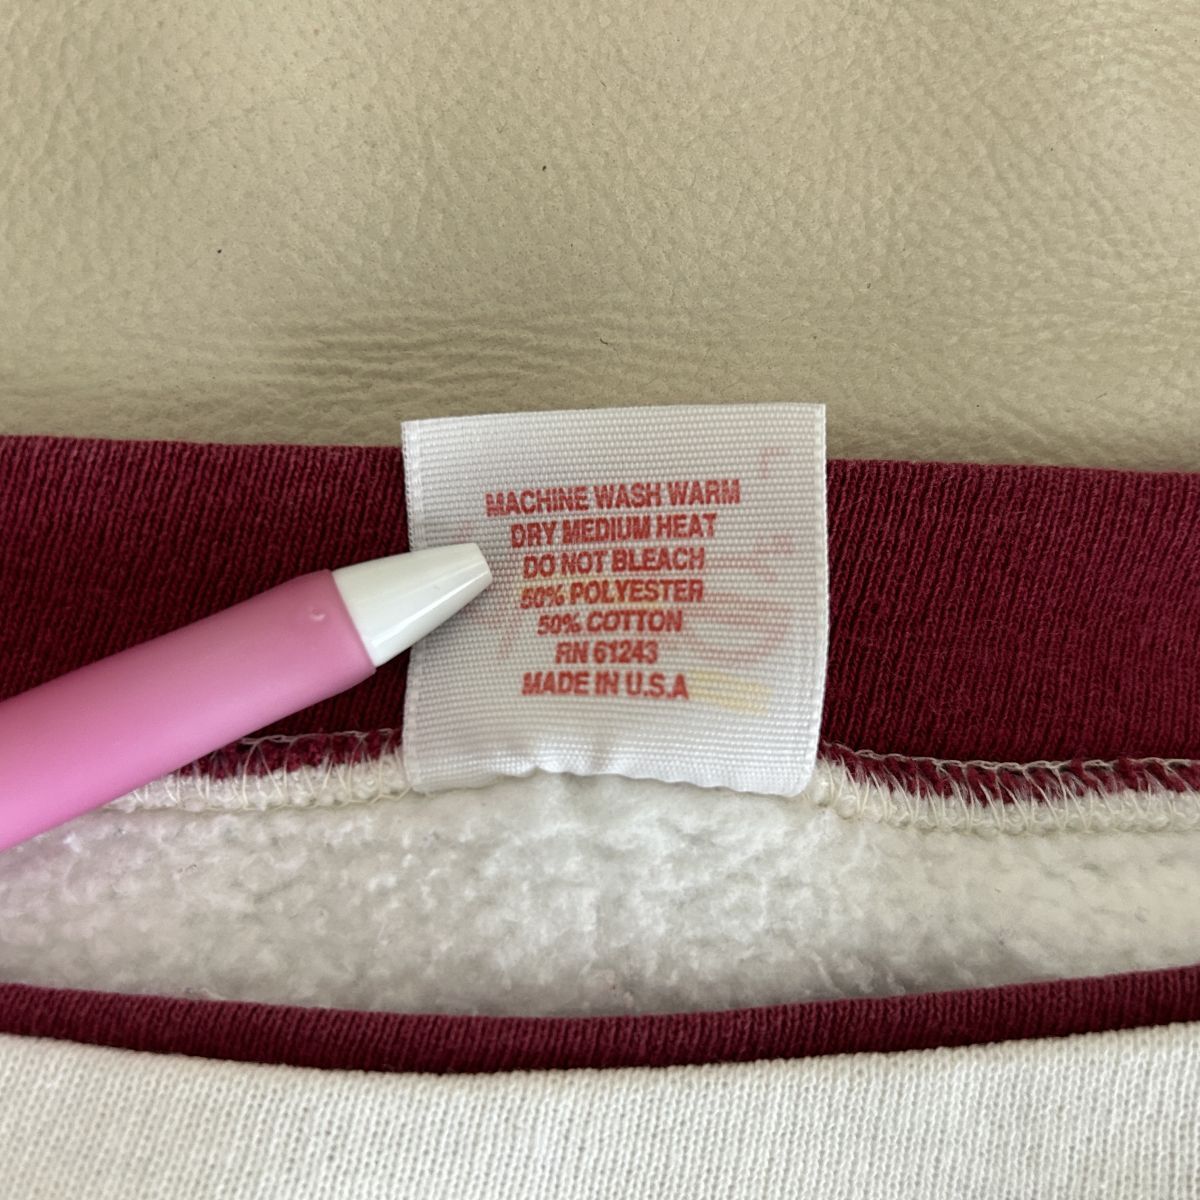 MACHINE WASH WARM
DRY MEDIUM HEAT
DO NOT BLEACH
50% POLYESTER
50% COTTON
RN 61243
MADE IN U.S.A